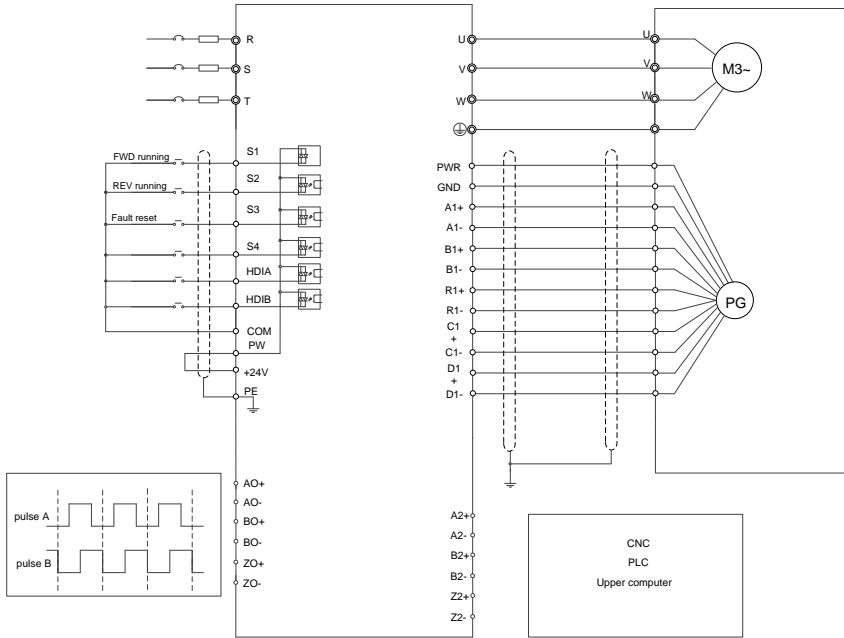 R
S
T
FWD running
REV running
Fault reset
S1
S2
S3
S4
HDIA
HDIB
COM
PW
+24V
PE
U
V
W
U
V
W
M3~
PWR
GND
A1+
A1-
B1+
B1-
R1+
R1-
C1
+
C1-
D1
+
D1-
PG
pulse A
pulse B
AO+
AO-
BO+
BO-
ZO+
ZO-
A2+
A2-
B2+
B2-
Z2+
Z2-
CNC
PLC
Upper computer